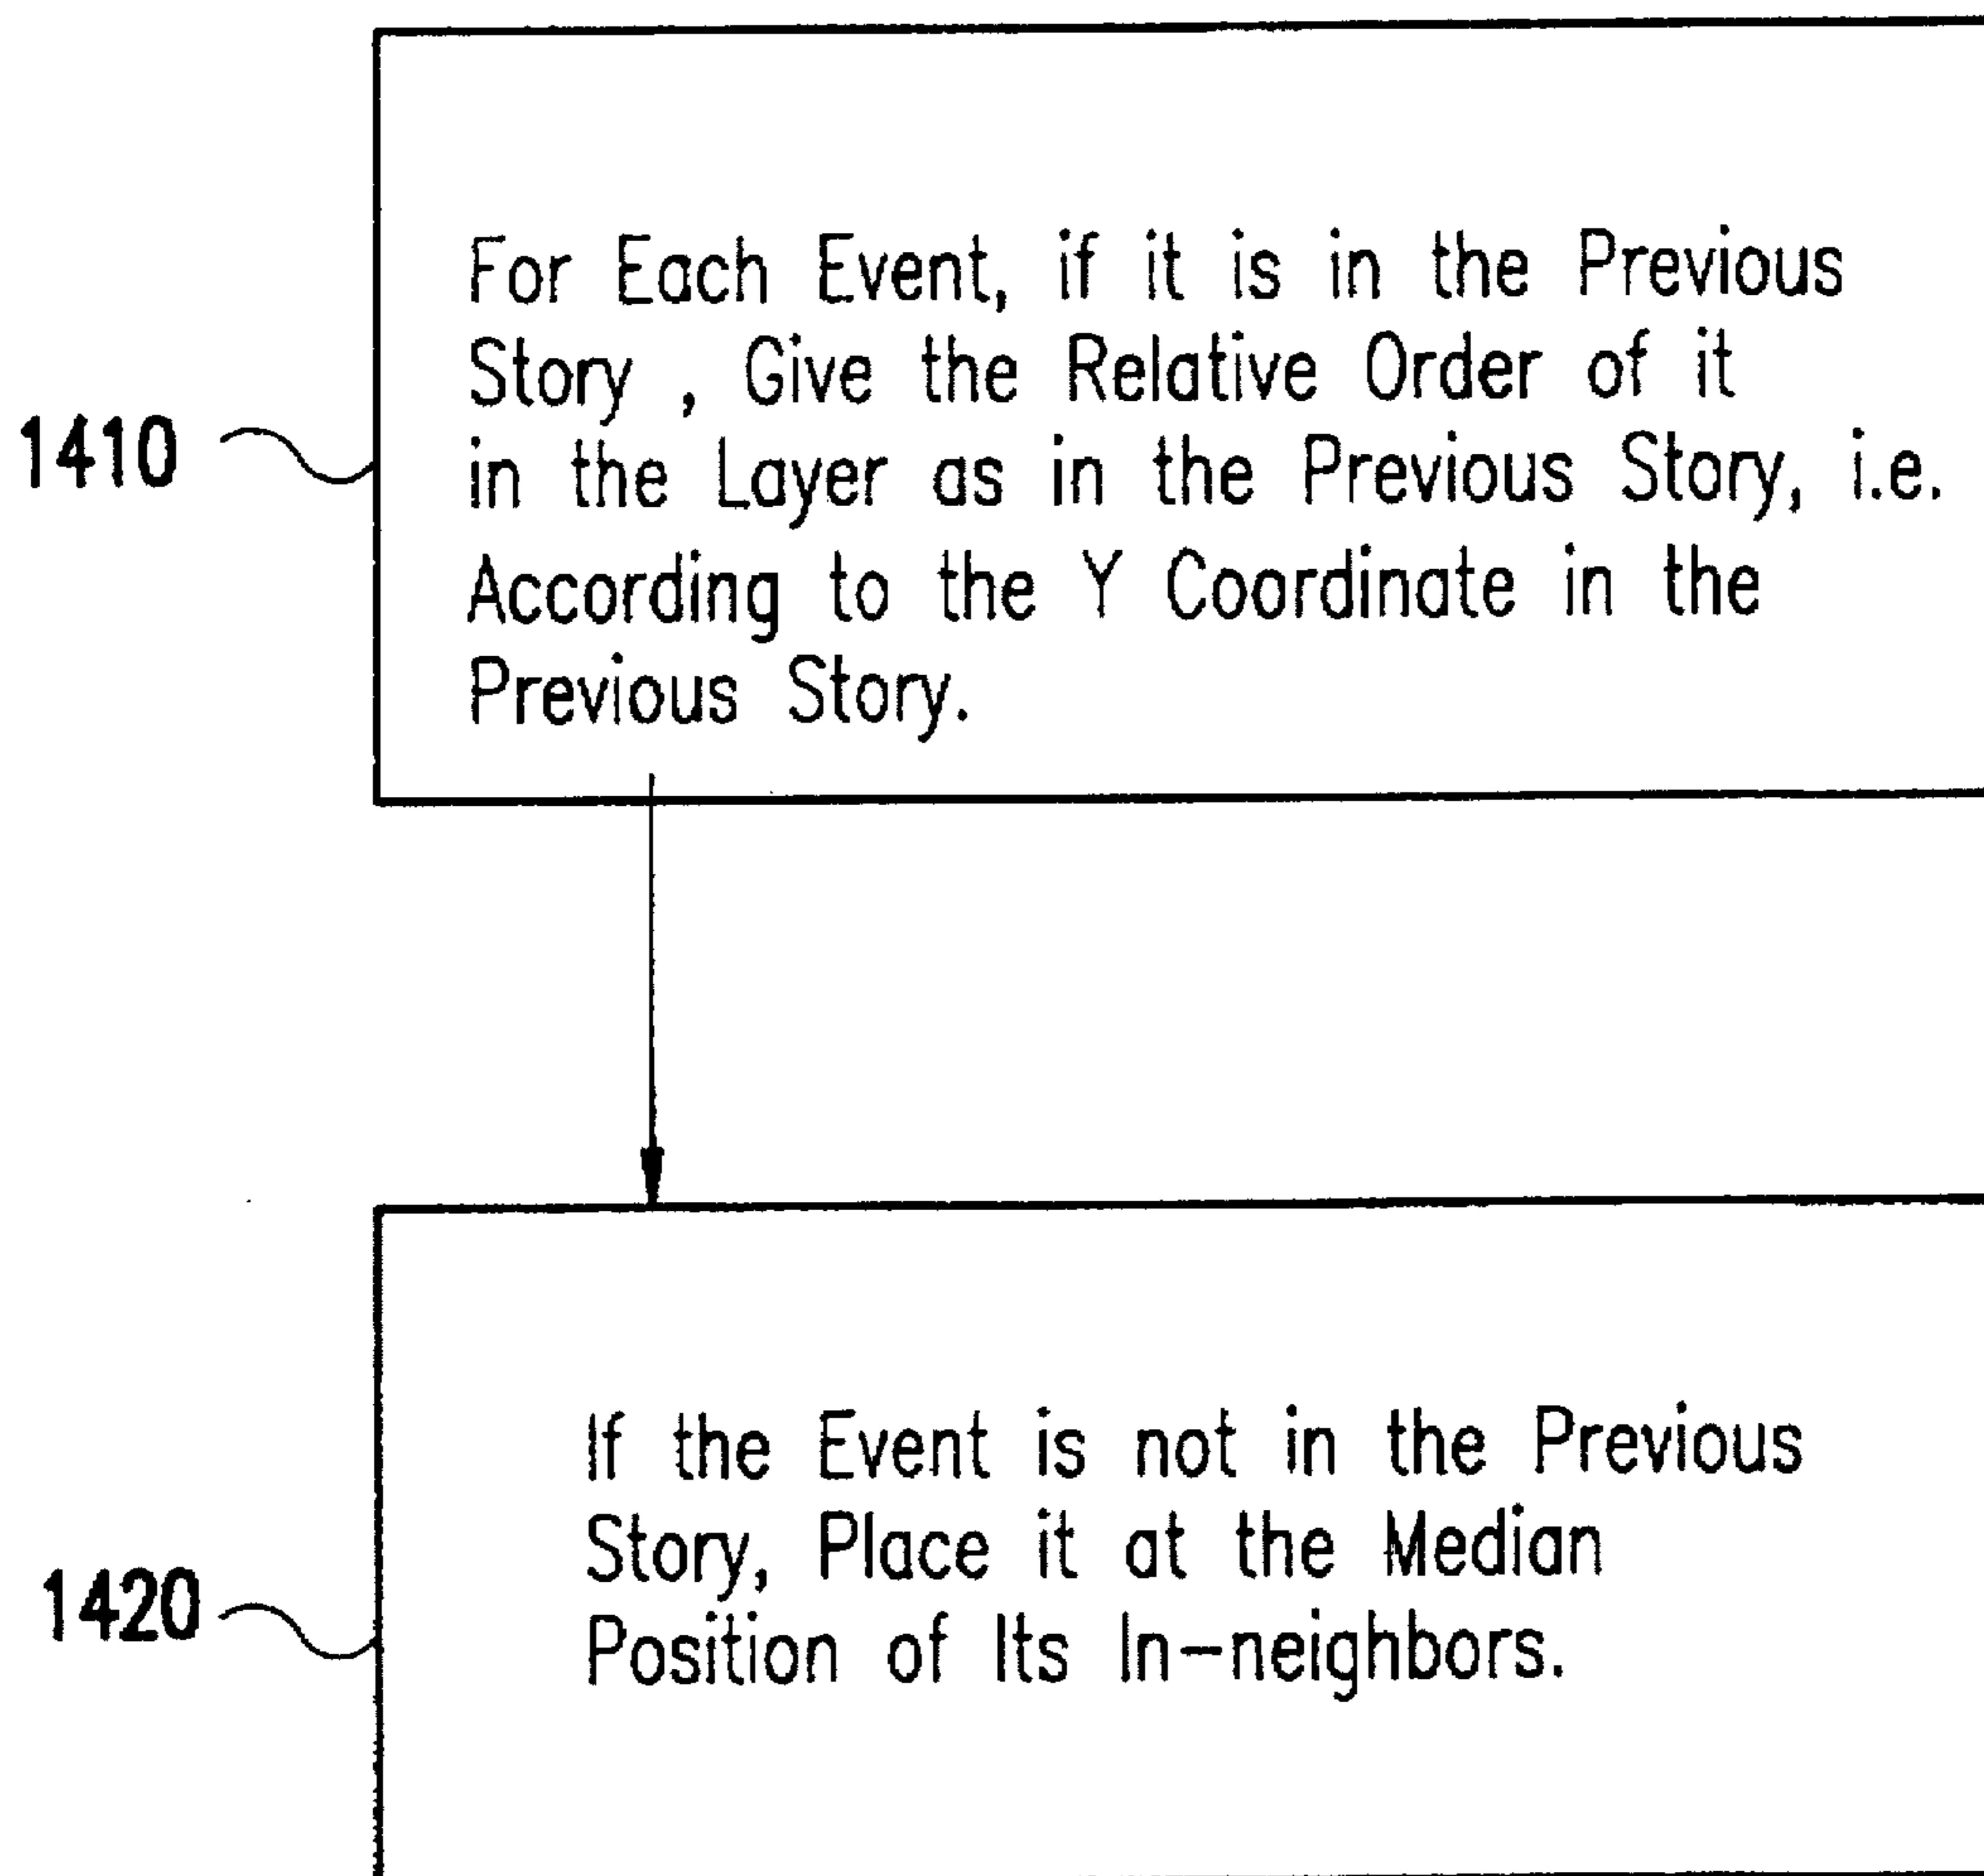 For Each Event, if it is in the Previous
Story , Give the Relative Order of it
1410
in the Layer as in the Previous Story, i.e.
According to the Y Coordinate in the
Previous Story.
If the Event is not in the Previous
Story, Place it at the Median
1420
Position of Its In-neighbors.